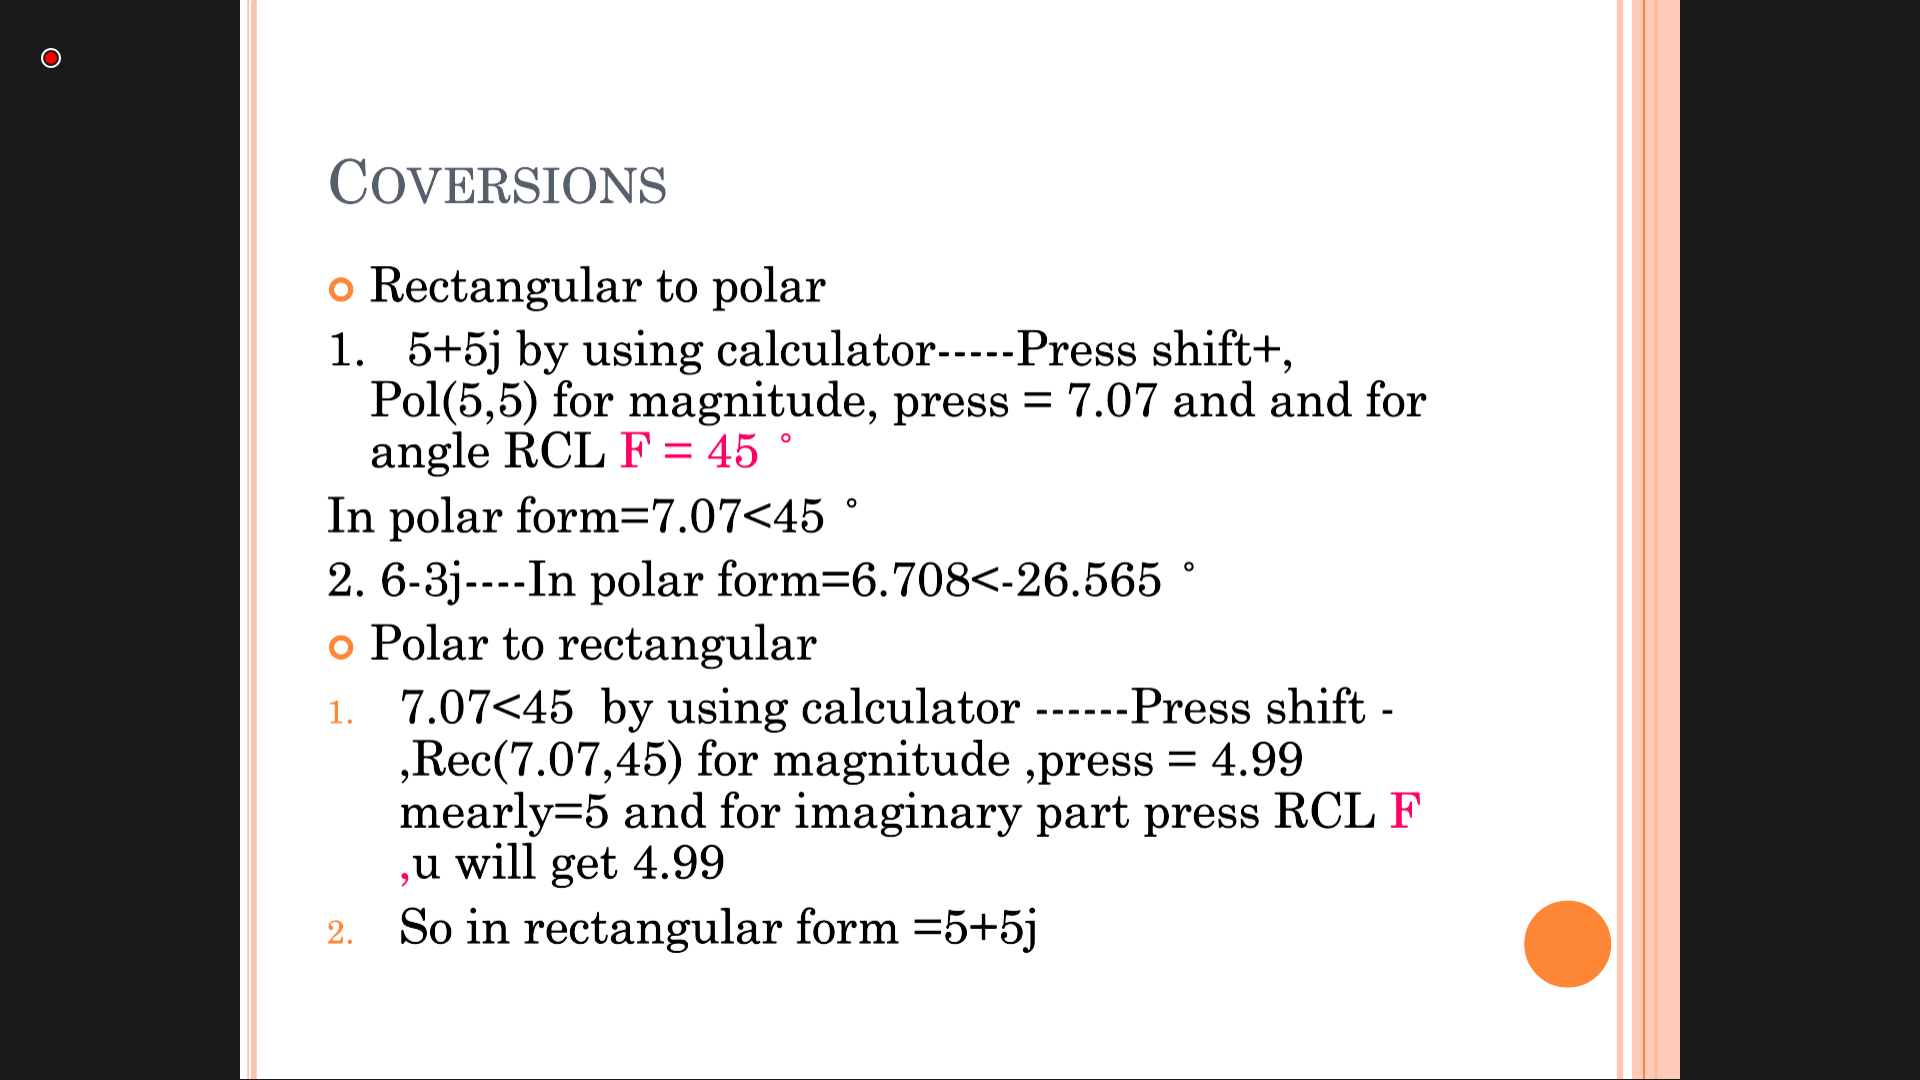 COVERSIONS
Rectangular to polar
1. 5+5j by using calculator-----Press shift+,
Pol(5,5) for magnitude, press = 7.07 and and for
angle RCL F = 45 °
In polar form=7.07<45 °
2. 6-3j----In polar form=6.708<-26.565 °
Polar to rectangular
1. 7.07<45 by using calculator ------Press shift -
,Rec(7.07,45) for magnitude ,press = 4.99
mearly=5 and for imaginary part press RCL F
,u will get 4.99
2. So in rectangular form =5+5j